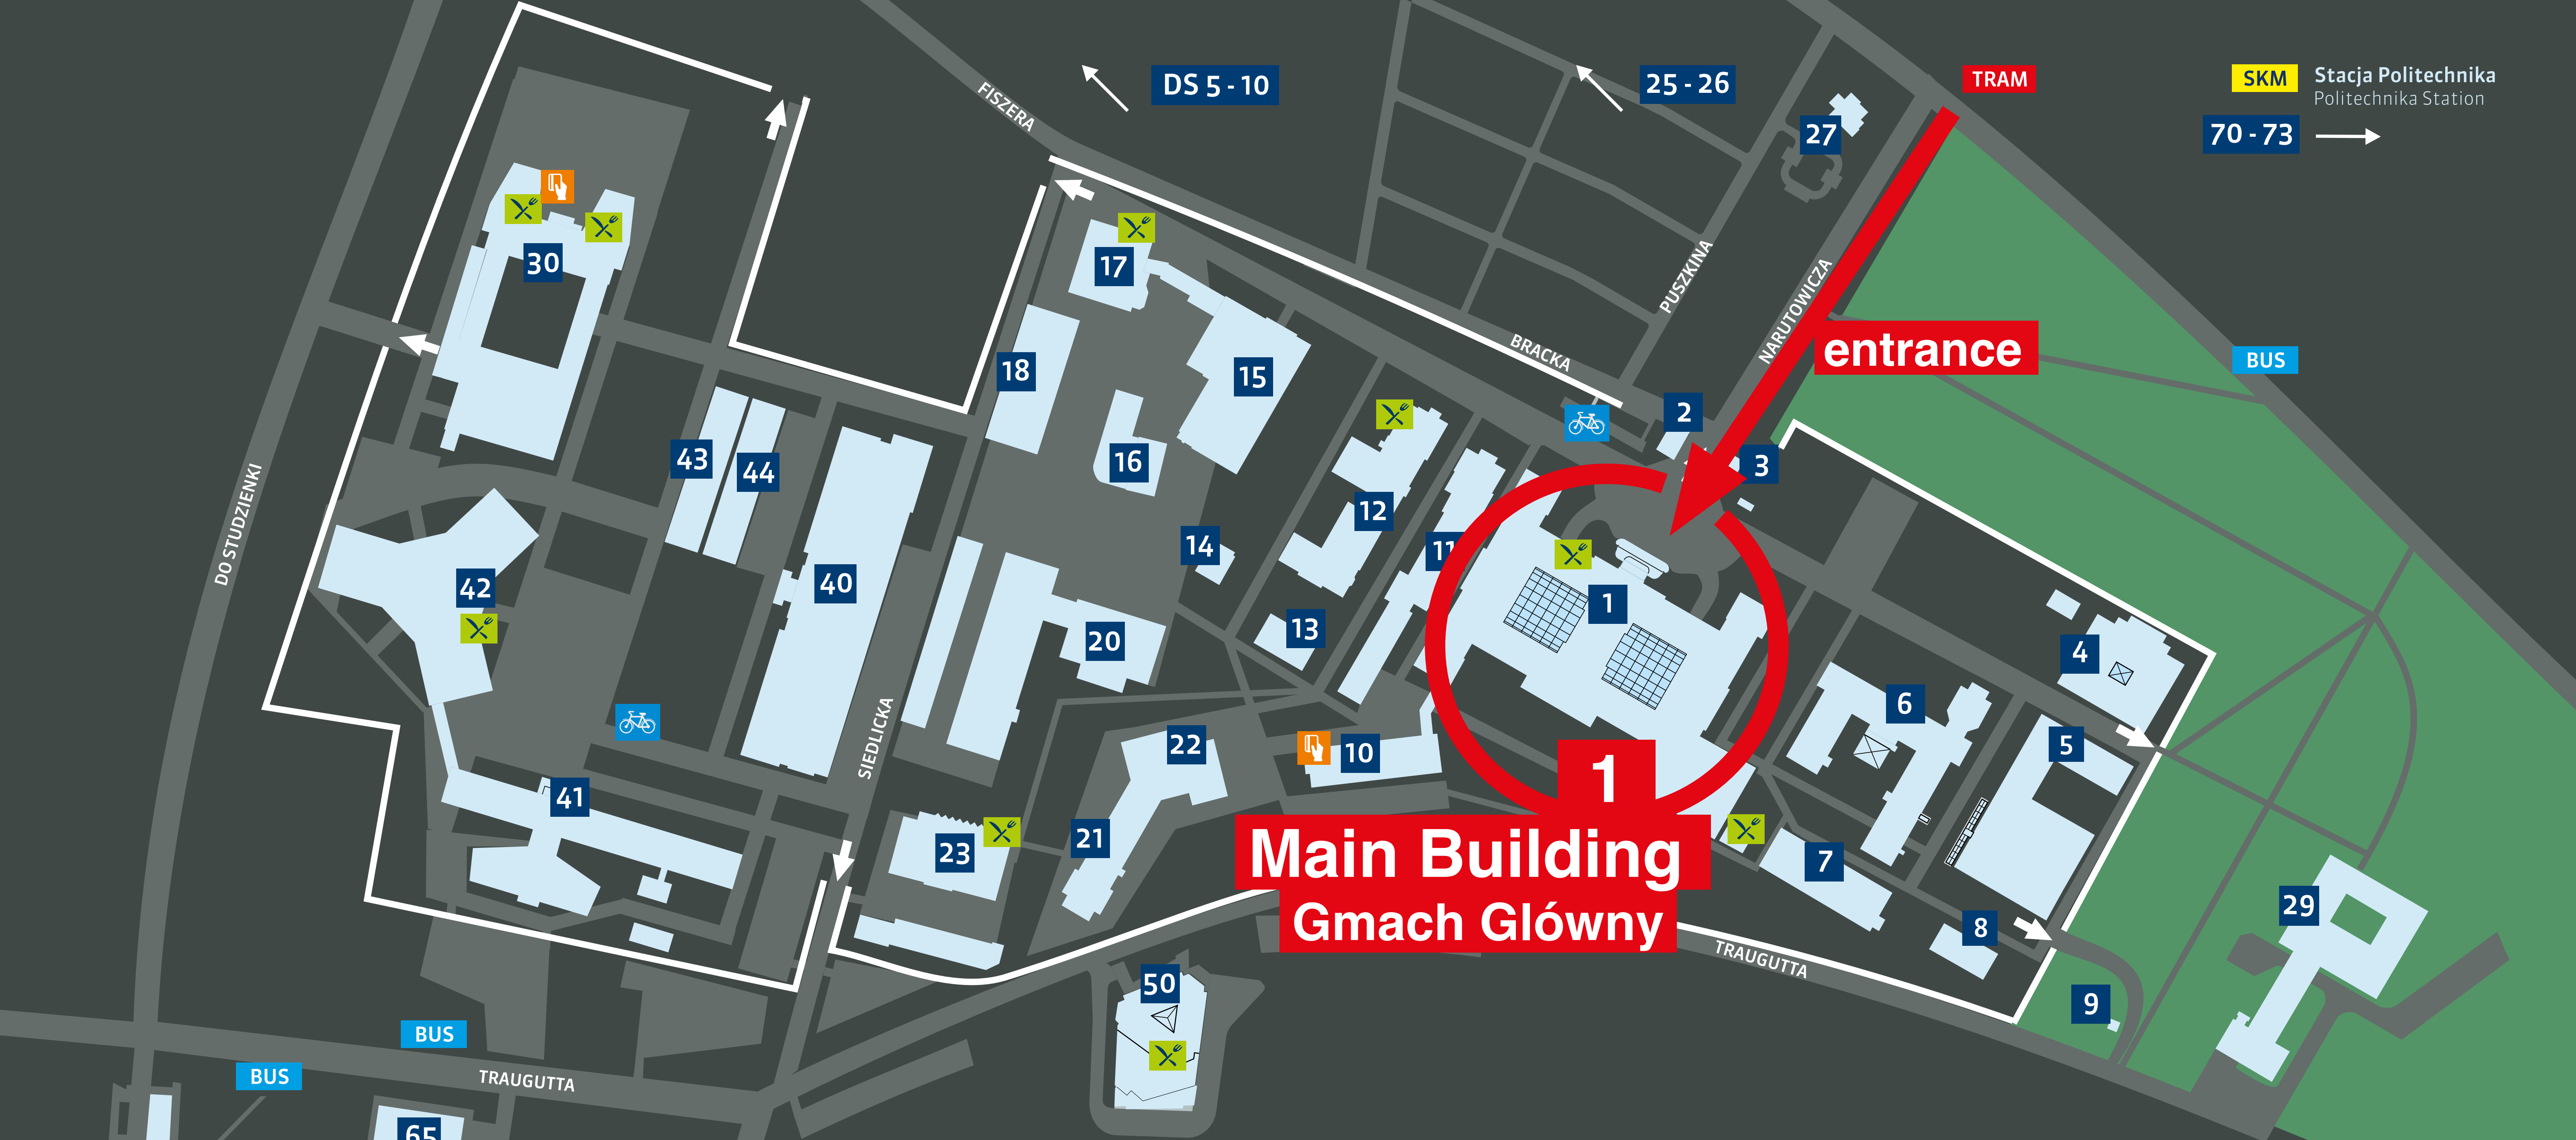 DS 5 - 10
25 - 26
TRAM
SKM
Stacja Politechnika
Politechnika Station
70 - 73
FISZERA
27
30
17
PUSZKINA
NARUTOWICZA
entrance
BUS
BRACKA
18
15
2
3
43
44
16
12
14
11
DO STUDZIENKI
42
40
20
13
1
4
6
5
SIEDLICKA
22
10
41
23
21
1
Main Building
Gmach Glówny
7
8
29
TRAUGUTTA
50
9
BUS
BUS
TRAUGUTTA
65